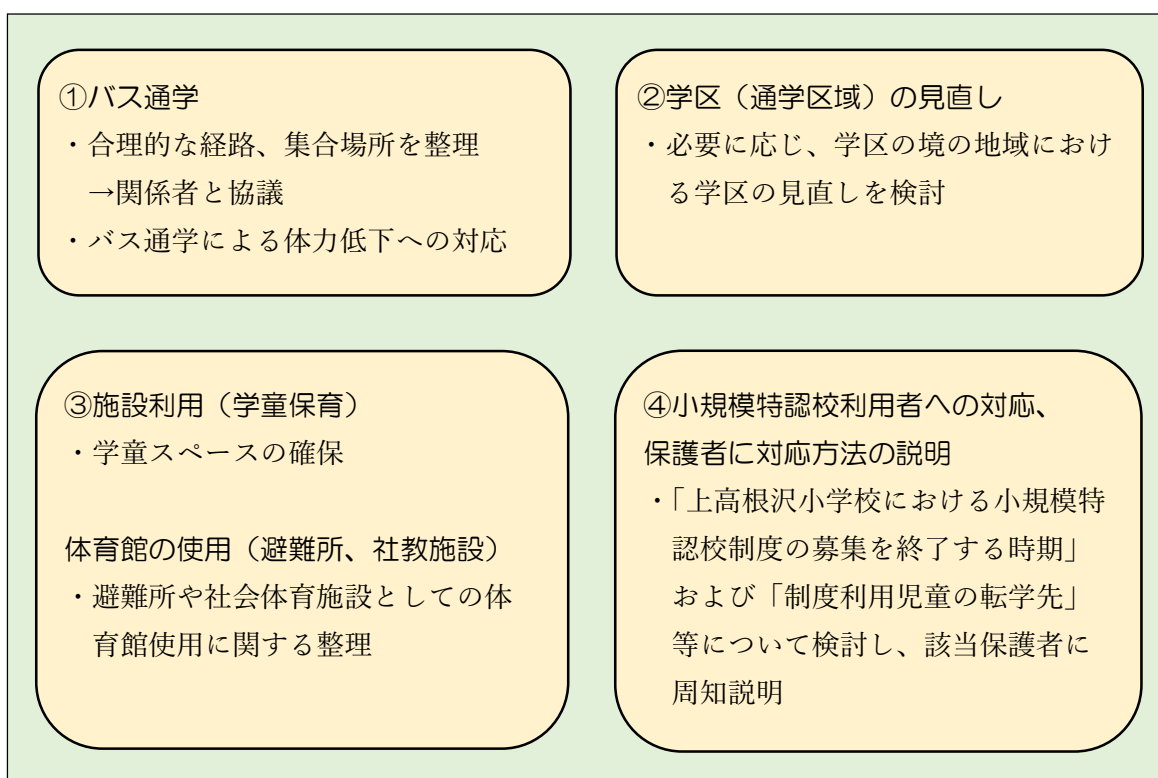 ①バス通学
・合理的な経路、集合場所を整理
→関係者と協議
・バス通学による体力低下への対応
②学区（通学区域）の見直し
・必要に応じ、学区の境の地域におけ
る学区の見直しを検討
③施設利用（学童保育）
・学童スペースの確保
体育館の使用（避難所、社教施設）
・避難所や社会体育施設としての体
育館使用に関する整理
④小規模特認校利用者への対応、
保護者に対応方法の説明
・「上高根沢小学校における小規模特
認校制度の募集を終了する時期」
および「制度利用児童の転学先」
等について検討し、該当保護者に
周知説明